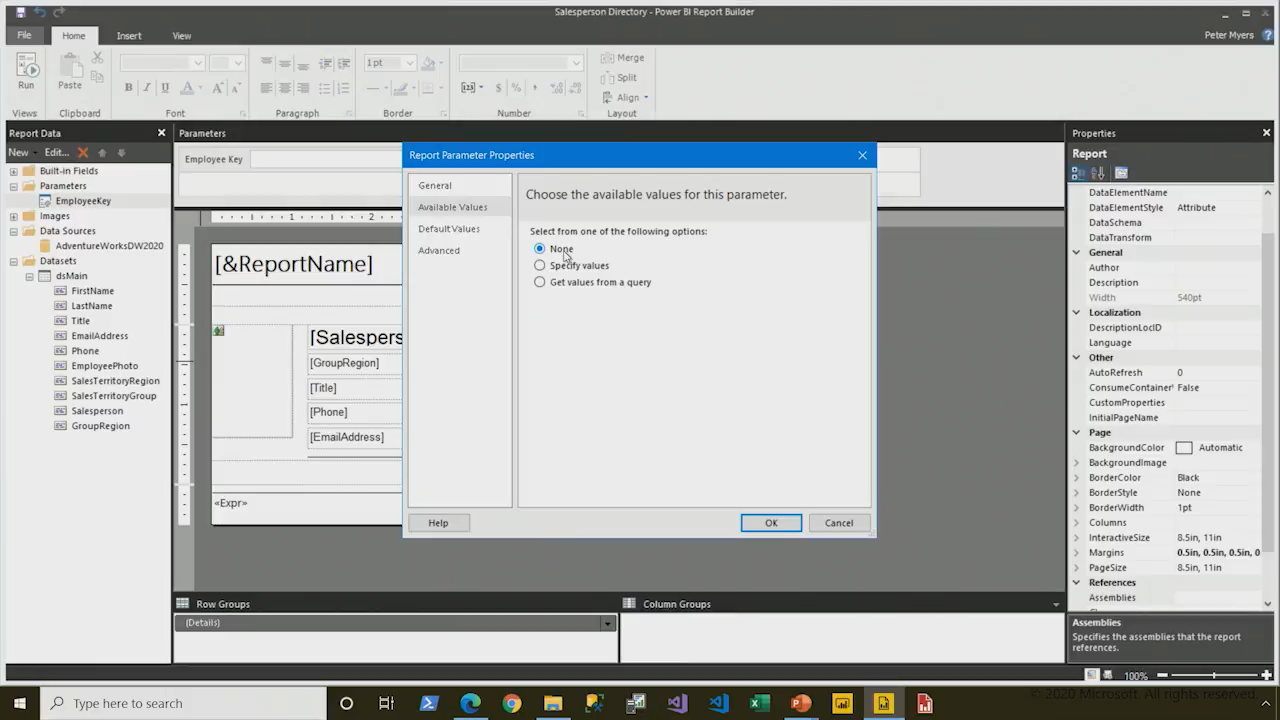 Salesperson Directory - Power BI Report Builder
File
Home
Insert
View
Peter Myers
Run
Paste
1 pt
Merge
Split
Align
B I U A A A
$ % ,
Views
Clipboard
Font
Paragraph
Border
Number
Layout
Report Data
Parameters
Properties
New
Edit...
Built-in Fields
Parameters
EmployeeKey
Images
Data Sources
AdventureWorksDW2020
Datasets
dsMain
FirstName
LastName
Title
EmailAddress
Phone
EmployeePhoto
SalesTerritoryRegion
SalesTerritoryGroup
Salesperson
GroupRegion
Employee Key
1 2
[&ReportName]
[Salespers
[GroupRegion]
[Title]
[Phone]
[EmailAddress]
«Expr»
Report Parameter Properties
General
Available Values
Default Values
Advanced
Choose the available values for this parameter.
Select from one of the following options:
None
Specify values
Get values from a query
Help
OK
Cancel
Row Groups
(Details)
Column Groups
Report
DataElementName
DataElementStyle Attribute
DataSchema
DataTransform
General
Author
Description
Width 540pt
Localization
DescriptionLocID
Language
Other
AutoRefresh 0
ConsumeContainer' False
CustomProperties
InitialPageName
Page
BackgroundColor Automatic
BackgroundImage
BorderColor Black
BorderStyle None
BorderWidth 1pt
Columns
InteractiveSize 8.5in, 11in
Margins 0.5in, 0.5in, 0.5in, 0
PageSize 8.5in, 11in
References
Assemblies
Assemblies
Specifies the assemblies that the report
references.
100%
Type here to search
© 2020 Microsoft. All rights reserved.